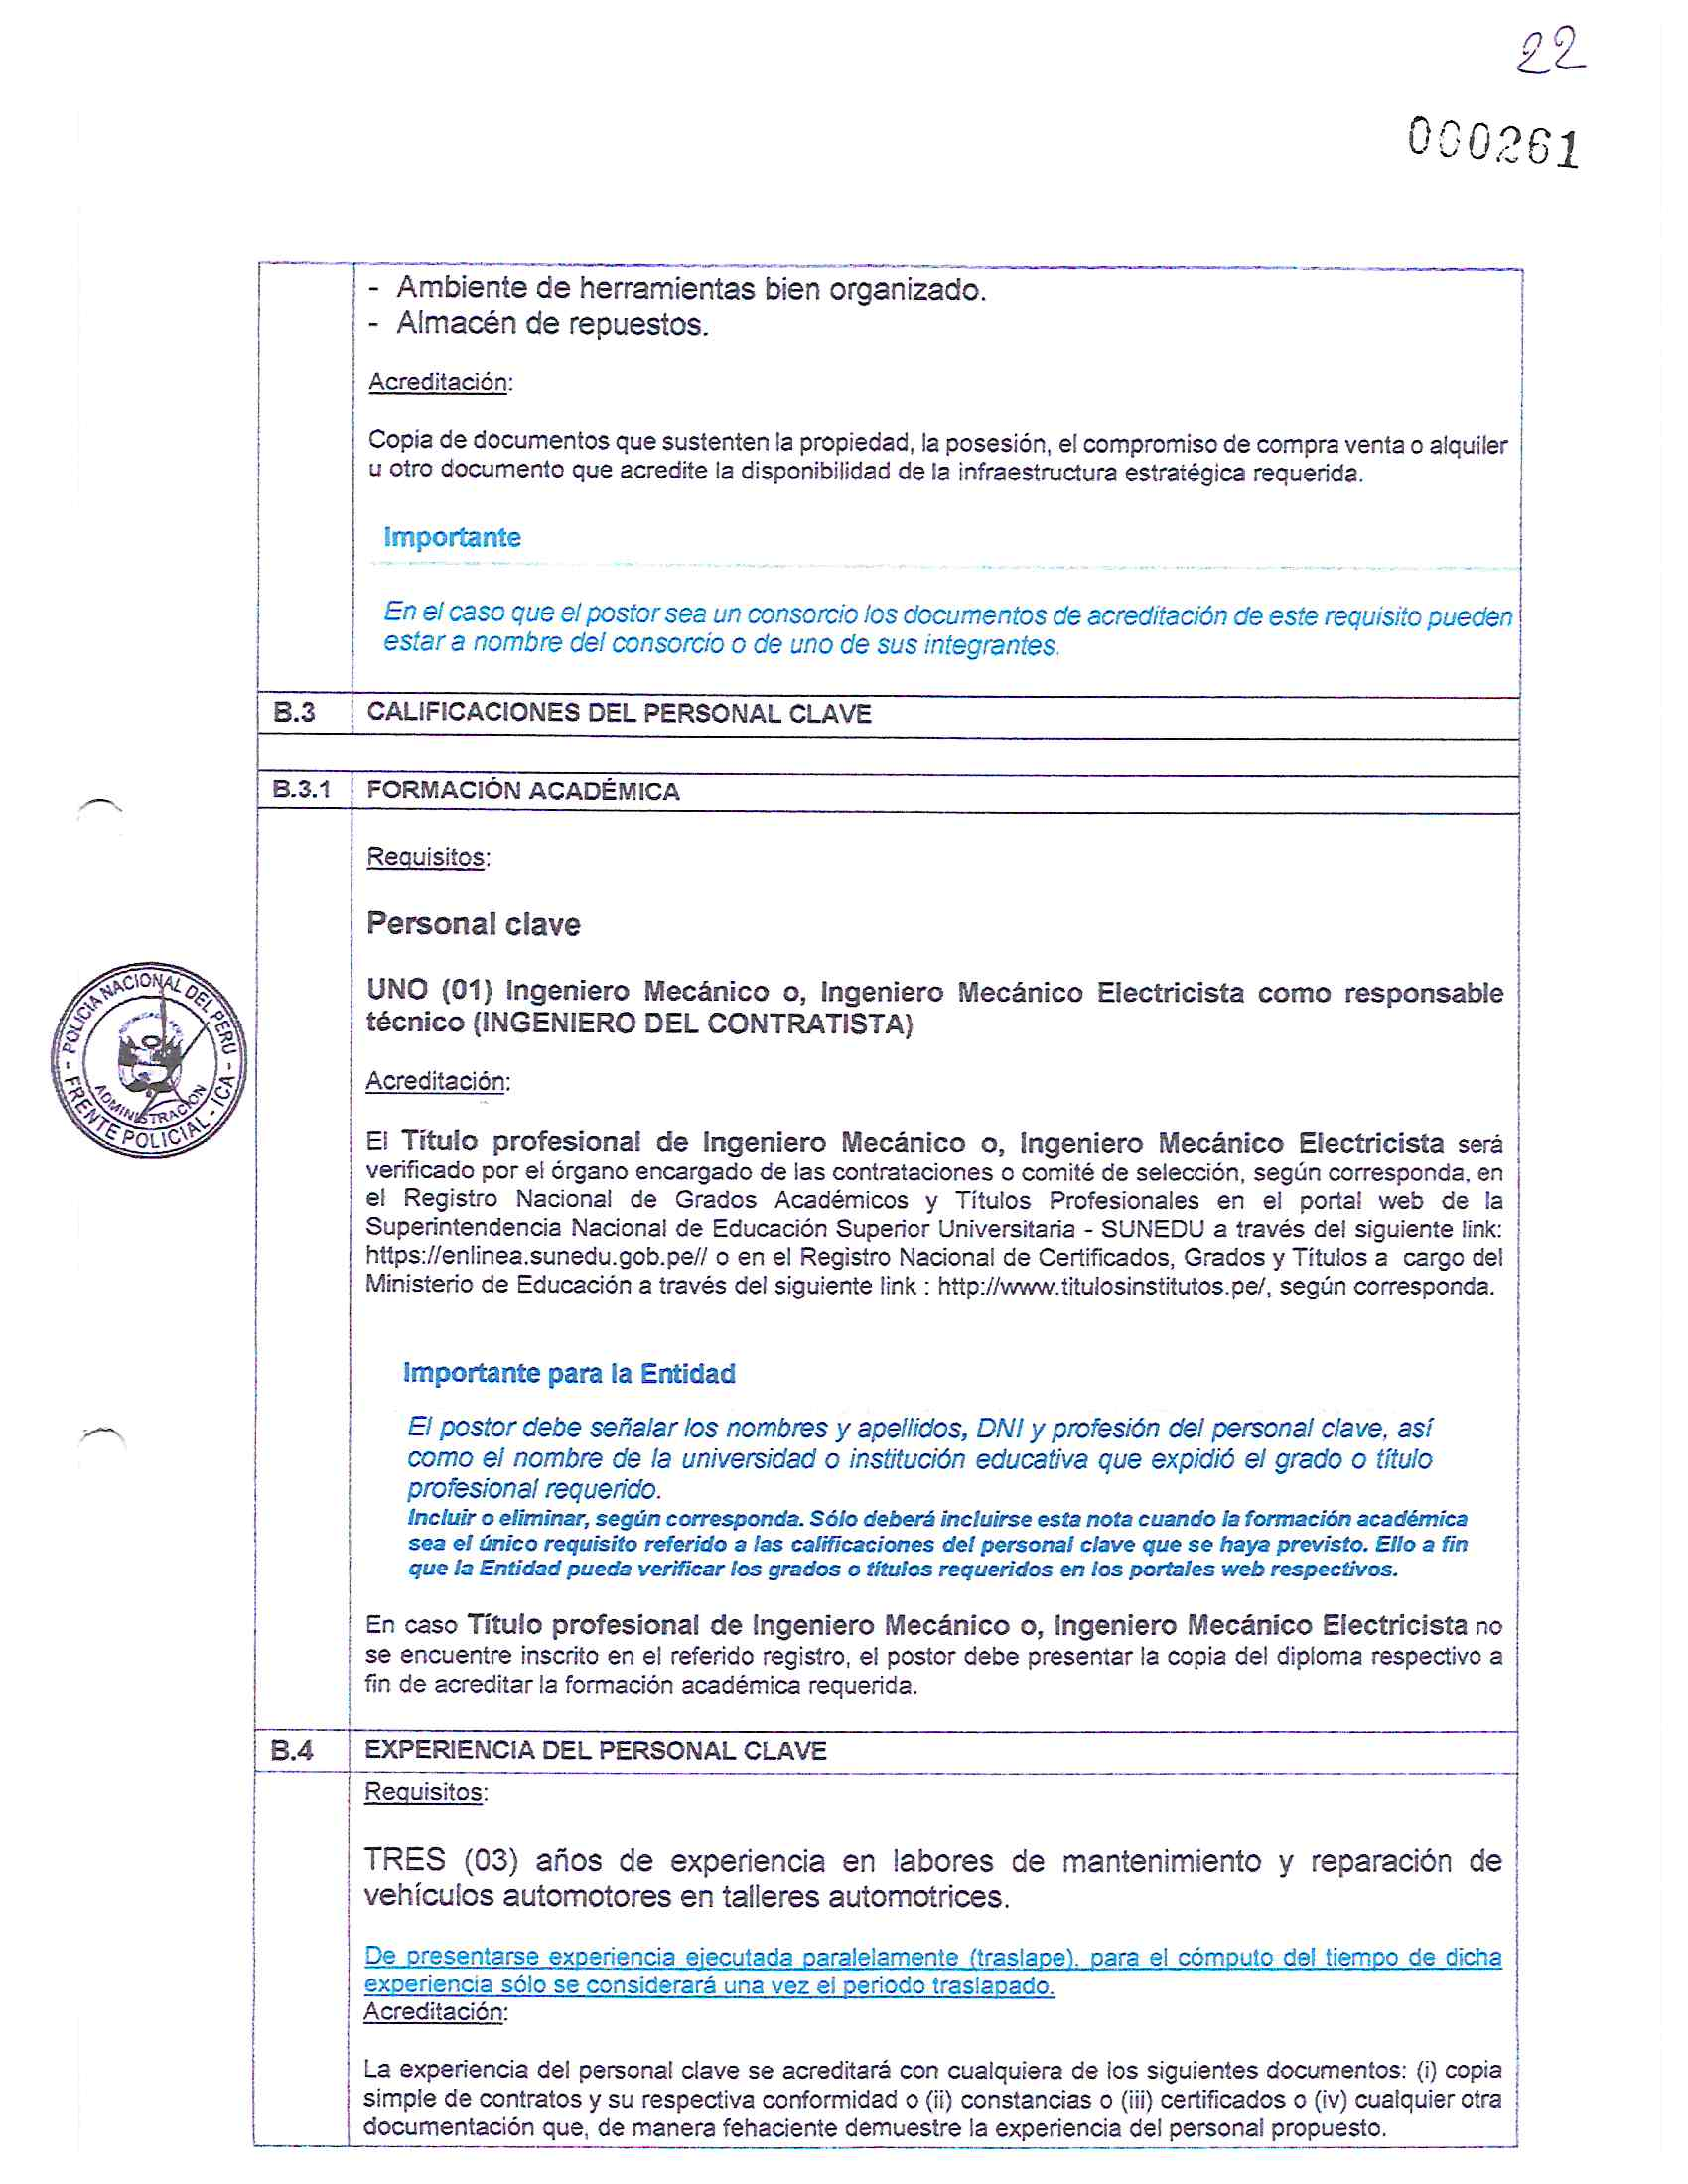 22
000261
- Ambiente de herramientas bien organizado.
- Almacén de repuestos.
Acreditación:
Copia de documentos que sustenten la propiedad, la posesión, el compromiso de compra venta o alquiler
u otro documento que acredite la disponibilidad de la infraestructura estratégica requerida.
Importante
En el caso que el postor sea un consorcio los documentos de acreditación de este requisito pueden
estar a nombre del consorcio o de uno de sus integrantes.
B.3 CALIFICACIONES DEL PERSONAL CLAVE
B.3.1 FORMACIÓN ACADÉMICA
Requisitos:
Personal clave
UNO (01) Ingeniero Mecánico o, Ingeniero Mecánico Electricista como responsable
técnico (INGENIERO DEL CONTRATISTA)
POLICIA NACIONAL DEL PERU - ICA - FRENTE POLICIAL -
ADMINISTRACION
Acreditación:
El Título profesional de Ingeniero Mecánico o, Ingeniero Mecánico Electricista será
verificado por el órgano encargado de las contrataciones o comité de selección, según corresponda, en
el Registro Nacional de Grados Académicos y Títulos Profesionales en el portal web de la
Superintendencia Nacional de Educación Superior Universitaria - SUNEDU a través del siguiente link:
https://enlinea.sunedu.gob.pe// o en el Registro Nacional de Certificados, Grados y Títulos a cargo del
Ministerio de Educación a través del siguiente link : http://www.titulosinstitutos.pe/, según corresponda.
Importante para la Entidad
El postor debe señalar los nombres y apellidos, DNI y profesión del personal clave, así
como el nombre de la universidad o institución educativa que expidió el grado o título
profesional requerido.
Incluir o eliminar, según corresponda. Sólo deberá incluirse esta nota cuando la formación académica
sea el único requisito referido a las calificaciones del personal clave que se haya previsto. Ello a fin
que la Entidad pueda verificar los grados o títulos requeridos en los portales web respectivos.
En caso Título profesional de Ingeniero Mecánico o, Ingeniero Mecánico Electricista no
se encuentre inscrito en el referido registro, el postor debe presentar la copia del diploma respectivo a
fin de acreditar la formación académica requerida.
B.4 EXPERIENCIA DEL PERSONAL CLAVE
Requisitos:
TRES (03) años de experiencia en labores de mantenimiento y reparación de
vehículos automotores en talleres automotrices.
De presentarse experiencia ejecutada paralelamente (traslape), para el cómputo del tiempo de dicha
experiencia sólo se considerará una vez el periodo traslapado.
Acreditación:
La experiencia del personal clave se acreditará con cualquiera de los siguientes documentos: (i) copia
simple de contratos y su respectiva conformidad o (ii) constancias o (iii) certificados o (iv) cualquier otra
documentación que, de manera fehaciente demuestre la experiencia del personal propuesto.